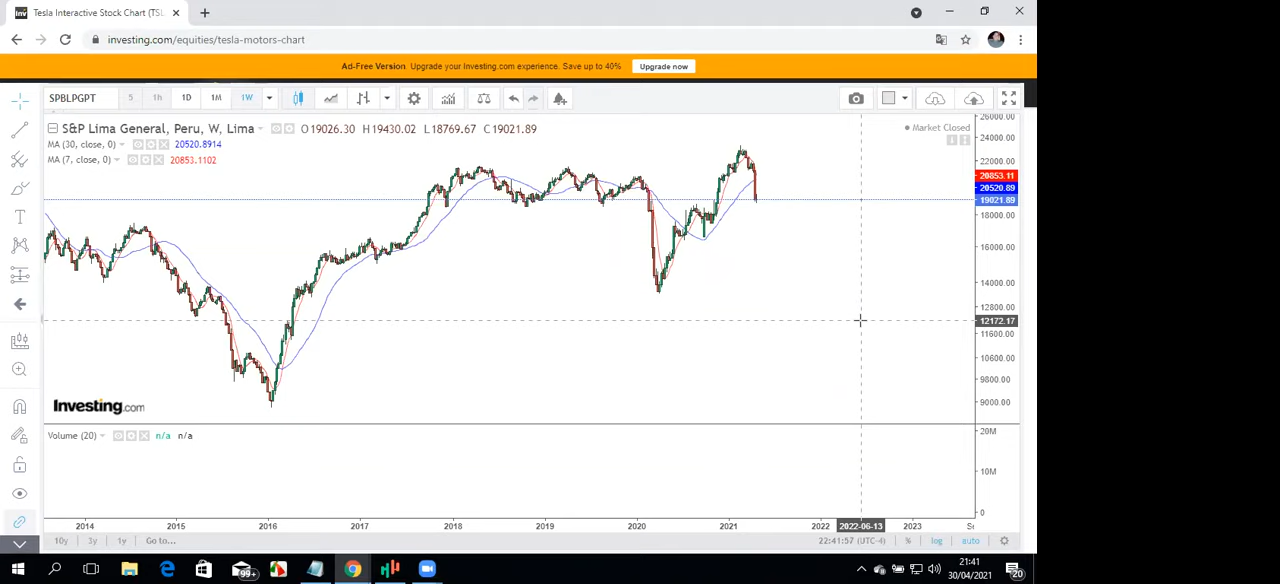 Tesla Interactive Stock Chart (TSL
investing.com/equities/tesla-motors-chart
Ad-Free Version Upgrade your Investing.com experience. Save up to 40% Upgrade now
SPBLPGPT 5 1h 1D 1M 1W
S&P Lima General, Peru, W, Lima O19026.30 H19430.02 L18769.67 C19021.89
Market Closed
MA (30, close, 0) 20520.8914
MA (7, close, 0) 20853.1102
26000.00
24000.00
22000.00
20853.11
20520.89
19021.89
18000.00
16000.00
14000.00
12800.00
12172.17
11600.00
10600.00
9800.00
9000.00
Investing.com
Volume (20) n/a n/a
20M
10M
0
2014 2015 2016 2017 2018 2019 2020 2021 2022 2022-06-13 2023
10y 3y 1y Go to... 22:41:57 (UTC-4) % log auto
99+
21:41
30/04/2021
20